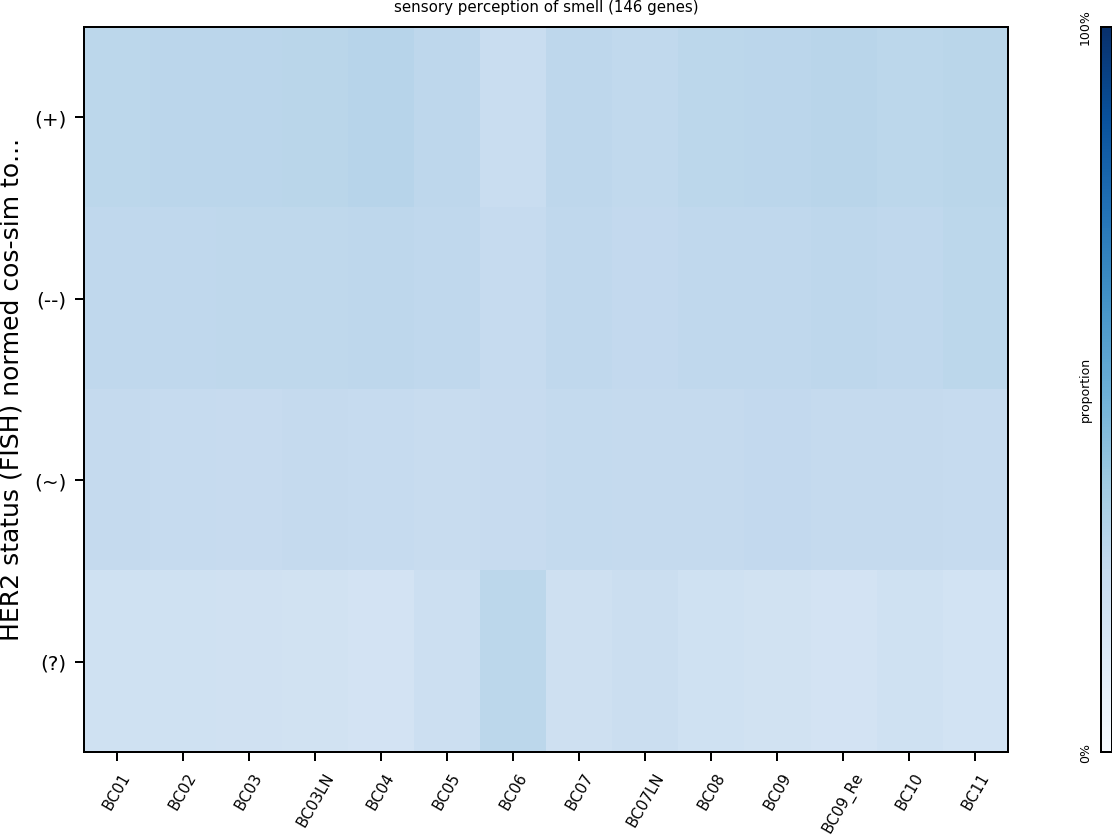 sensory perception of smell (146 genes)
HER2 status (FISH) normed cos-sim to...
(+)
(--)
(~)
(?)
BC01
BC02
BC03
BC03LN
BC04
BC05
BC06
BC07
BC07LN
BC08
BC09
BC09_Re
BC10
BC11
100%
proportion
0%